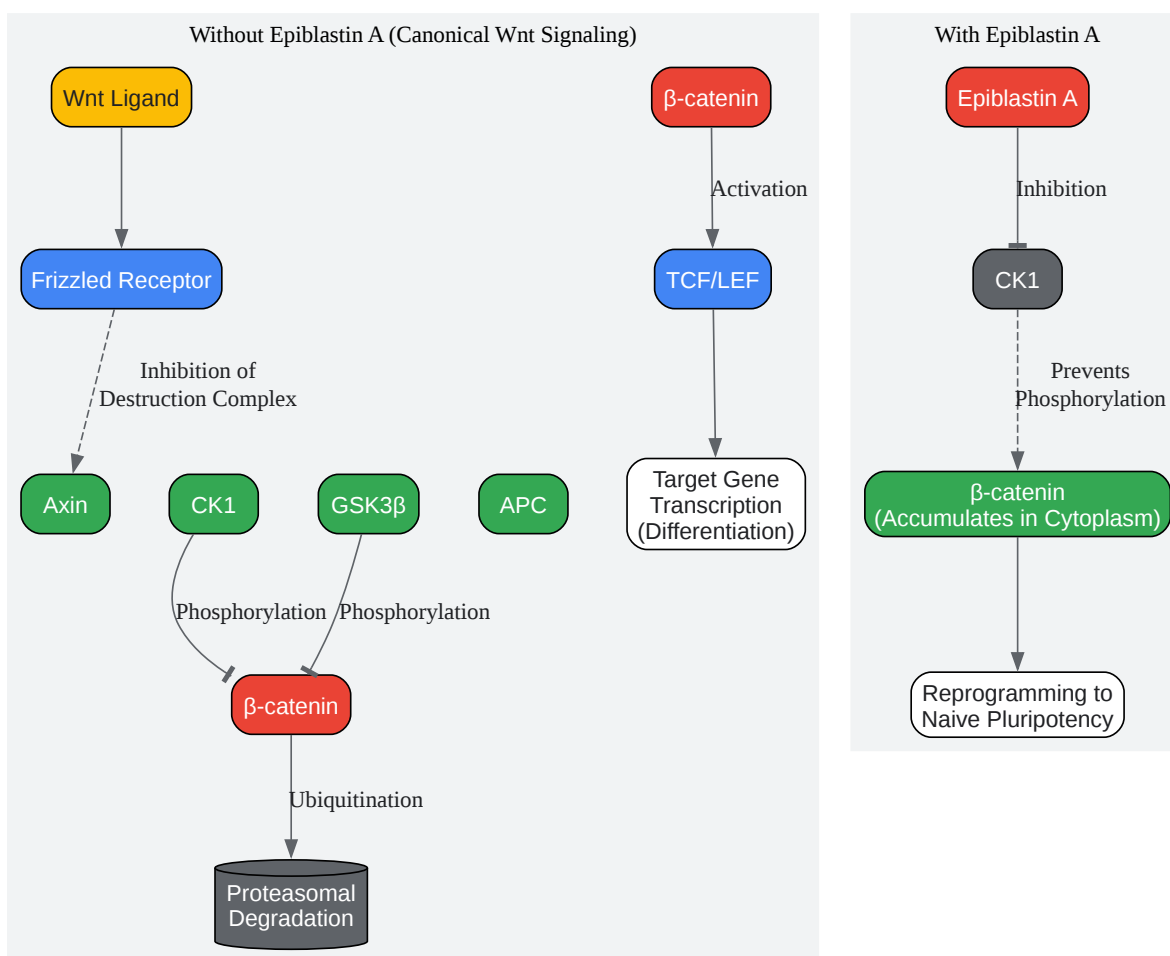 Without Epiblastin A (Canonical Wnt Signaling)
Wnt Ligand
β-catenin
Activation
Frizzled Receptor
TCF/LEF
Inhibition of
Destruction Complex
Axin
CK1
GSK3β
APC
Target Gene
Transcription
(Differentiation)
Phosphorylation
Phosphorylation
β-catenin
Ubiquitination
Proteasomal
Degradation
With Epiblastin A
Epiblastin A
Inhibition
CK1
Prevents
Phosphorylation
β-catenin
(Accumulates in Cytoplasm)
Reprogramming to
Naive Pluripotency